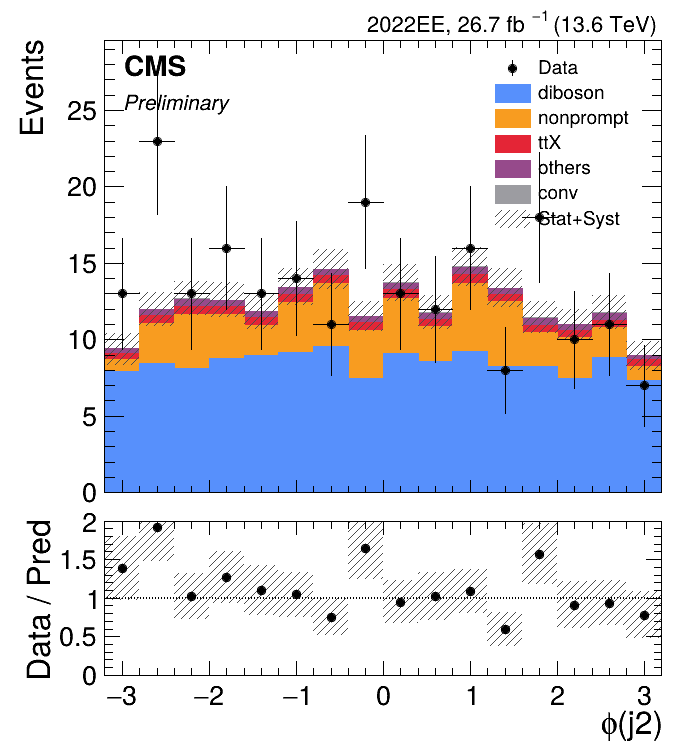 2022EE, 26.7 fb⁻¹ (13.6 TeV)
CMS
Preliminary
Events
25
20
15
10
5
0
Data
diboson
nonprompt
ttX
others
conv
Stat+Syst
Data / Pred
2
1.5
1
0.5
0
−3 −2 −1 0 1 2 3
ϕ(j2)